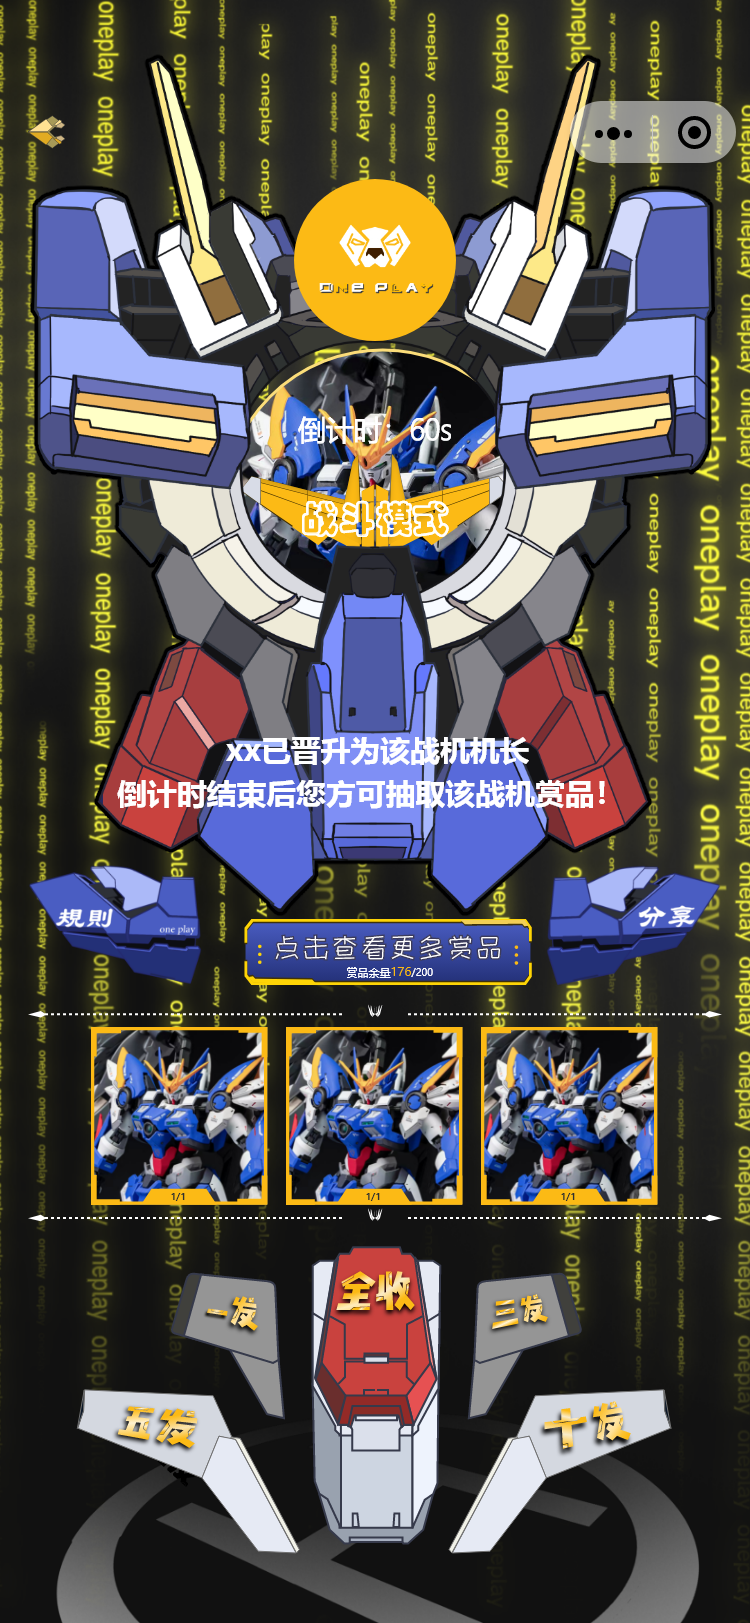 ONE PLAY
倒计时：60s
战斗模式
xx已晋升为该战机机长
倒计时结束后您方可抽取该战机赏品！
規則
one play
分享
点击查看更多赏品
赏品余量176/200
1/1
1/1
1/1
全收
一发
三发
五发
十发